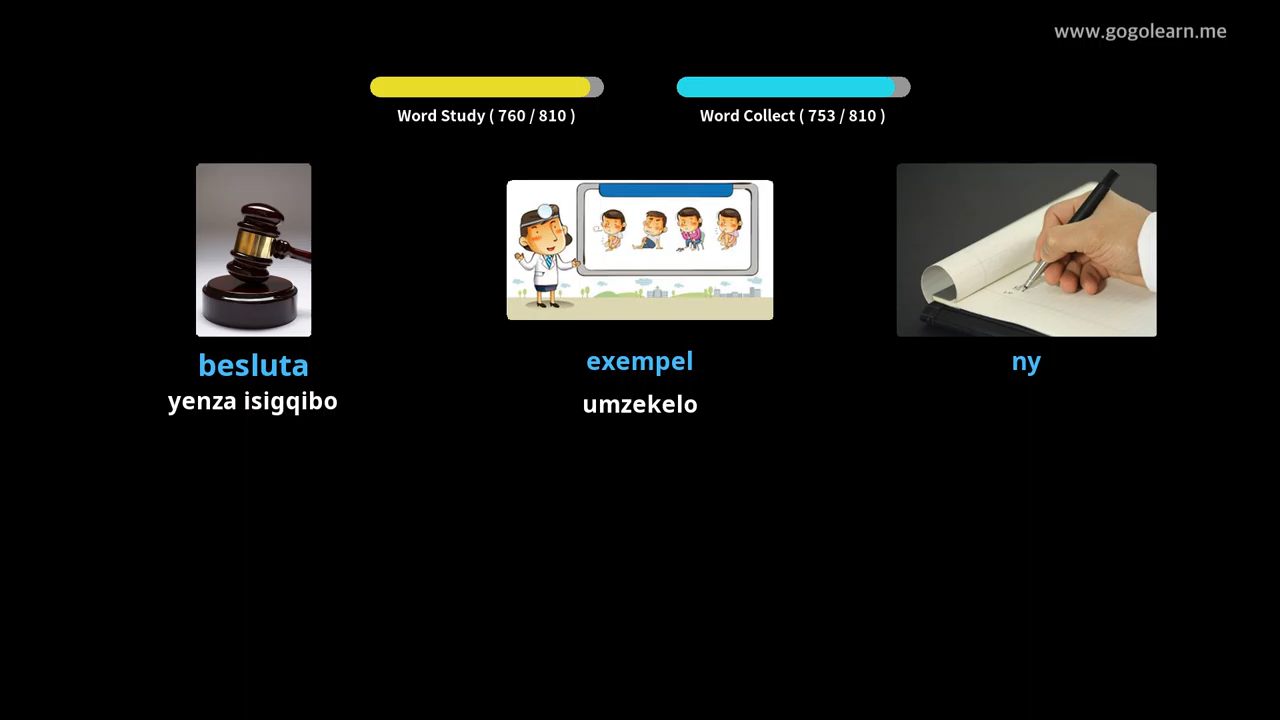 www.gogolearn.me
Word Study ( 760 / 810 )
Word Collect ( 753 / 810 )
besluta
yenza isigqibo
exempel
umzekelo
ny